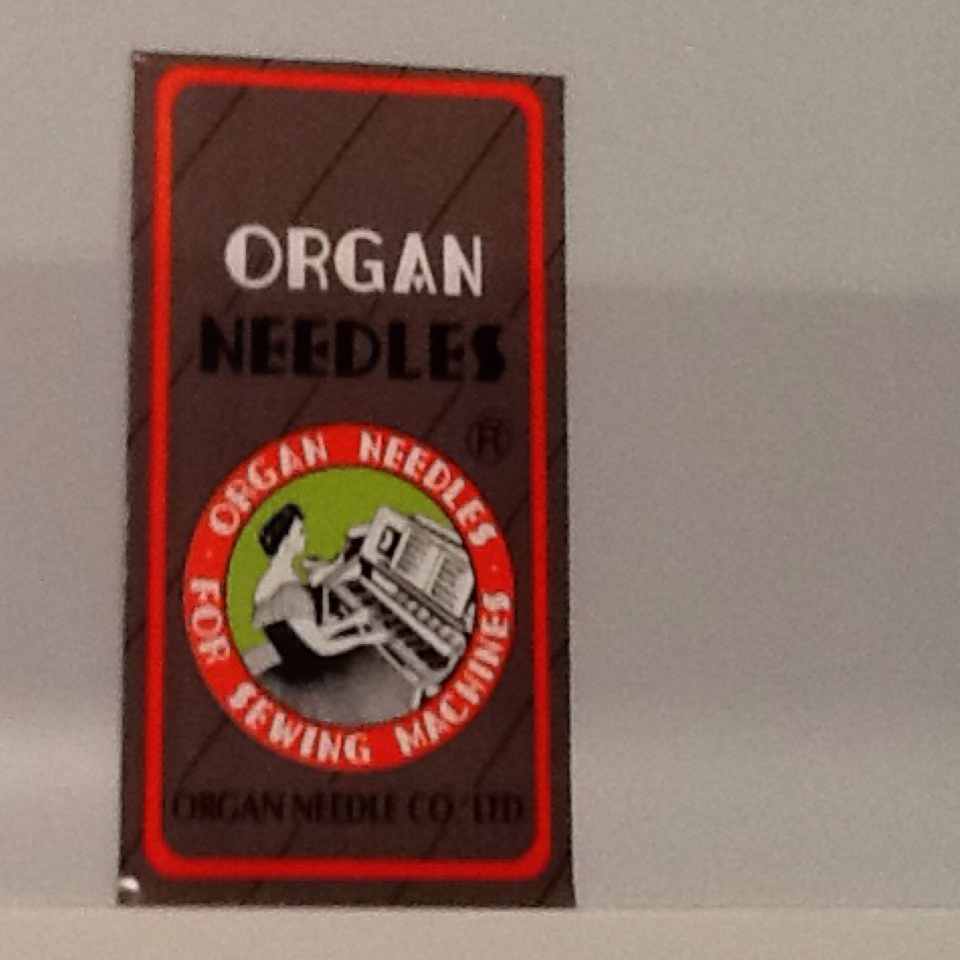 ORGAN
NEEDLES
®
ORGAN NEEDLES
FOR SEWING MACHINES
ORGAN NEEDLE CO. LTD